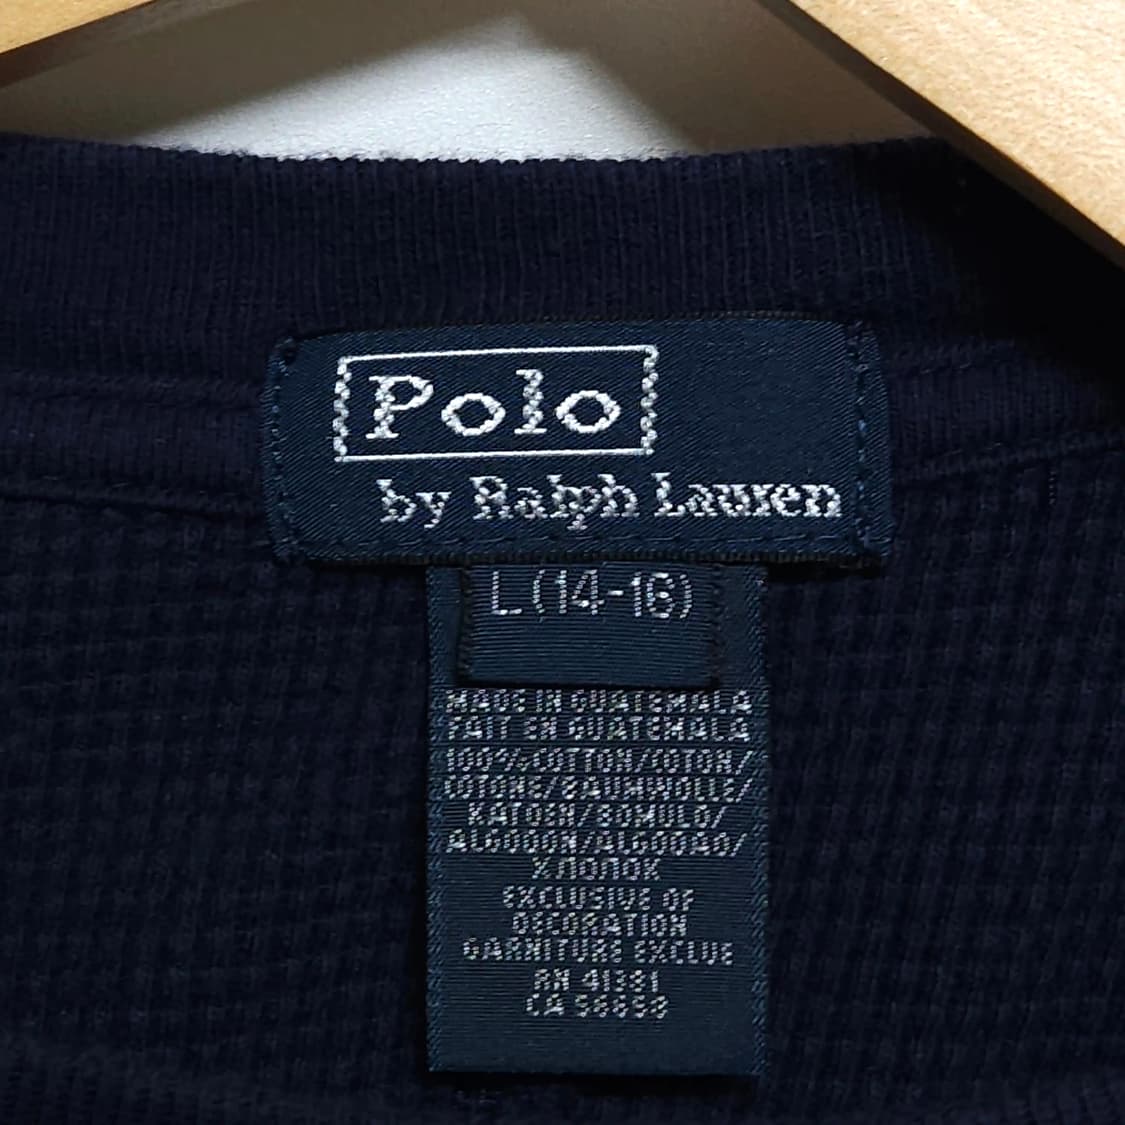 Polo
by Ralph Lauren
L (14-16)
MADE IN GUATEMALA
FAIT EN GUATEMALA
100% COTTON/COTON/
COTONE/BAUMWOLLE/
KATOEN/BOMULD/
ALGODON/ALGODAO/
ХЛОПОК
EXCLUSIVE OF
DECORATION
GARNITURE EXCLUE
RN 41381
CA 56658